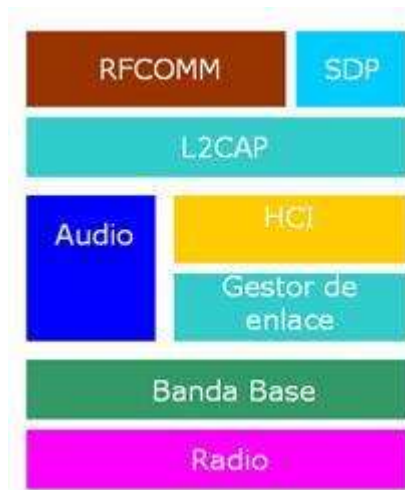 RFCOMM SDP
L2CAP
Audio
HCI
Gestor de
enlace
Banda Base
Radio